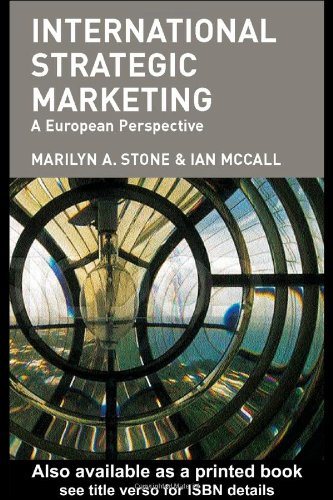 INTERNATIONAL
STRATEGIC
MARKETING
A European Perspective
MARILYN A. STONE & IAN MCCALL
Also available as a printed book
see title verso for ISBN details